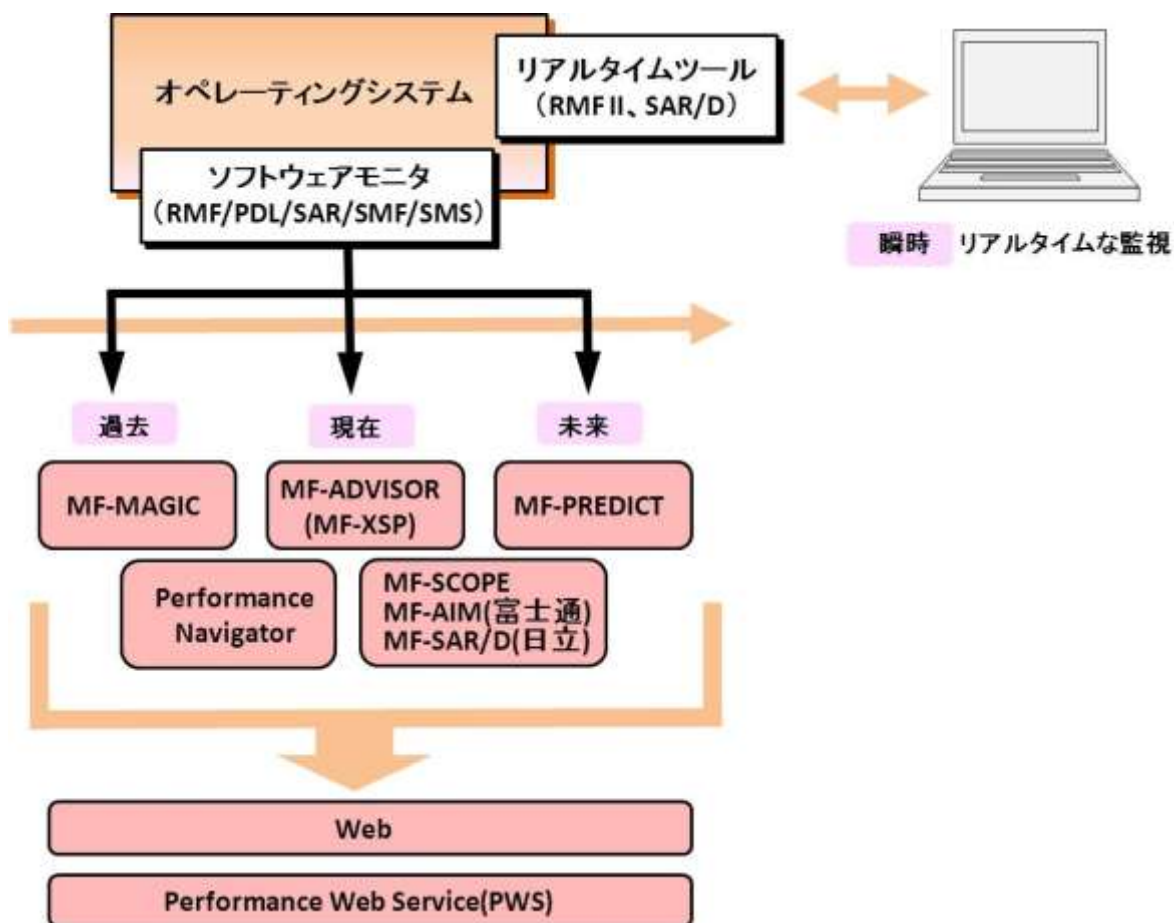 オペレーティングシステム
リアルタイムツール
（RMFⅡ、SAR/D）
ソフトウェアモニタ
（RMF/PDL/SAR/SMF/SMS）
瞬時 リアルタイムな監視
過去
現在
未来
MF-MAGIC
MF-ADVISOR
(MF-XSP)
MF-PREDICT
Performance
Navigator
MF-SCOPE
MF-AIM(富士通)
MF-SAR/D(日立)
Web
Performance Web Service(PWS)